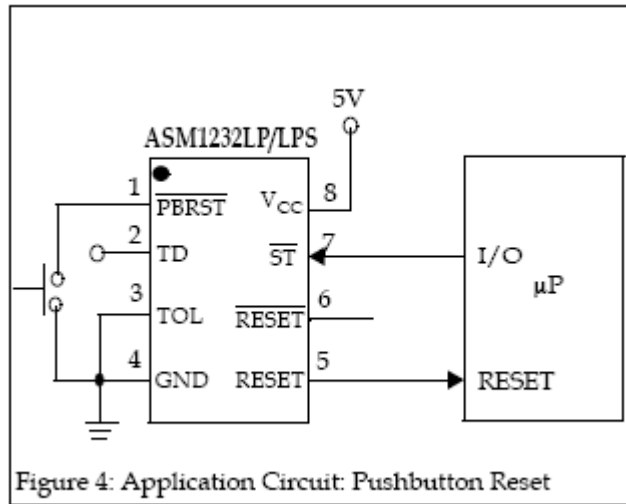 5V
ASM1232LP/LPS
1
PBRST
VCC
8
2
TD
ST
7
I/O
μP
3
TOL
RESET
6
4
GND
RESET
5
RESET
Figure 4: Application Circuit: Pushbutton Reset